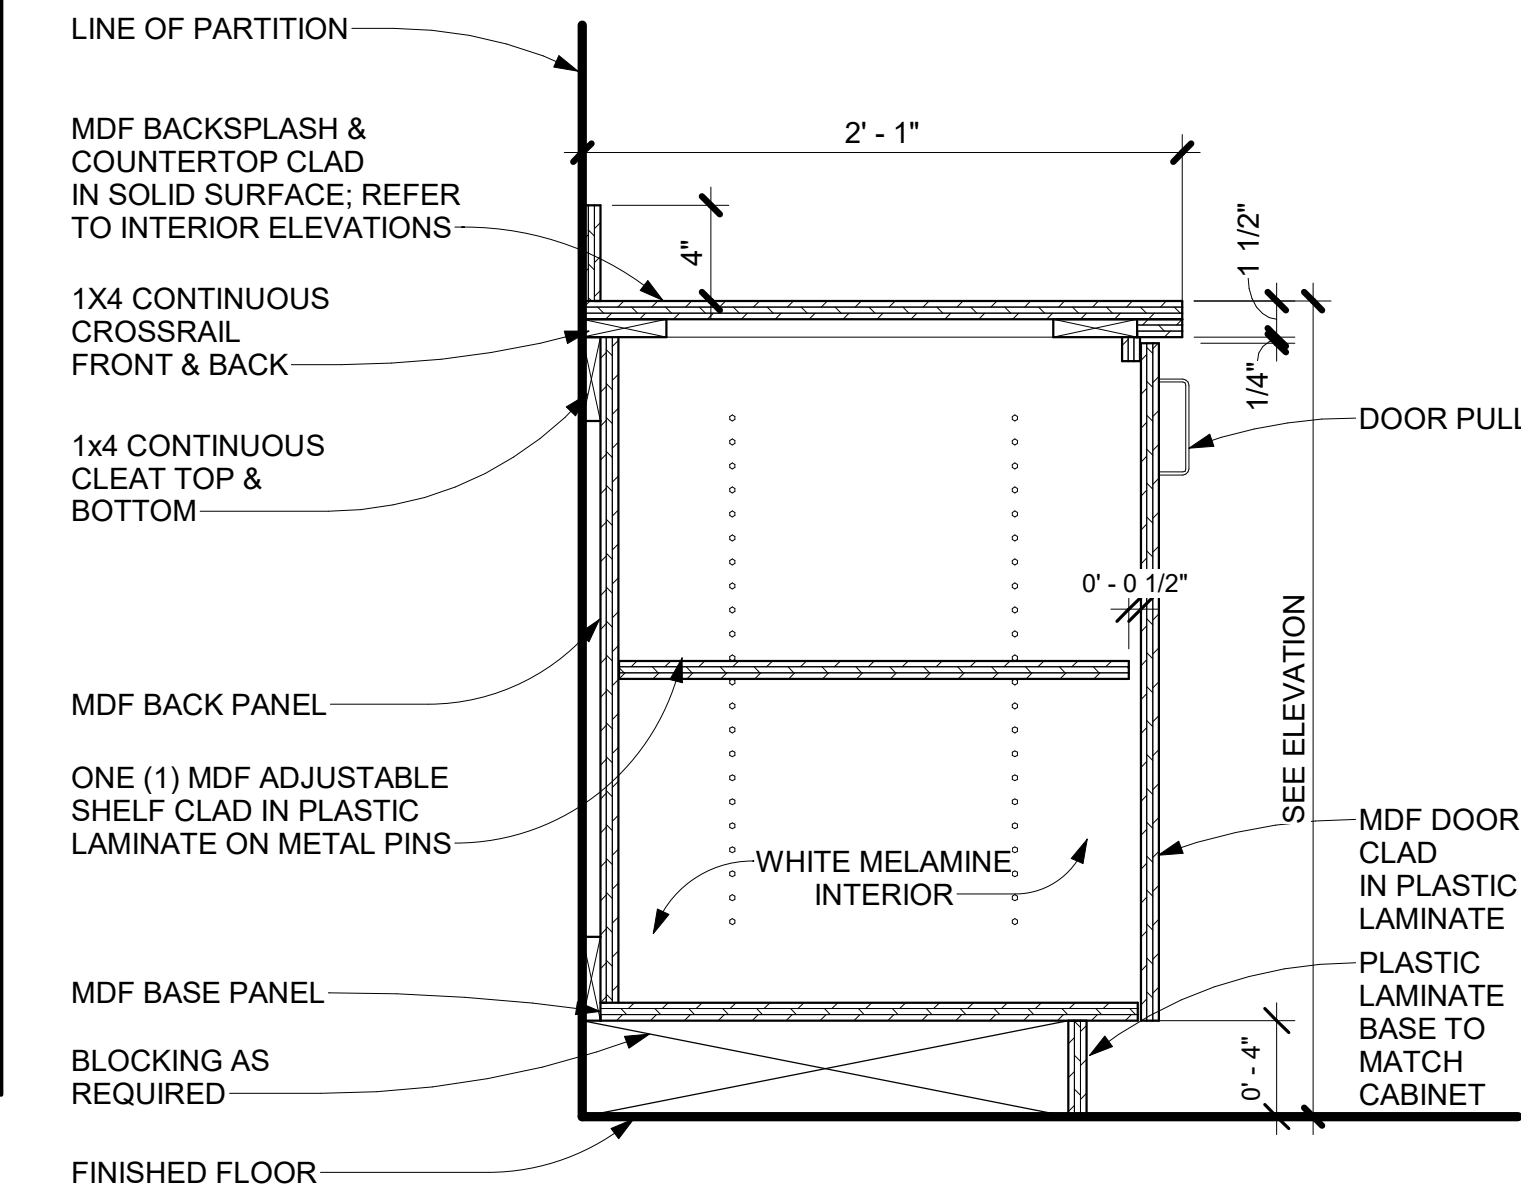 LINE OF PARTITION
MDF BACKSPLASH &
COUNTERTOP CLAD
IN SOLID SURFACE; REFER
TO INTERIOR ELEVATIONS
1X4 CONTINUOUS
CROSSRAIL
FRONT & BACK
1x4 CONTINUOUS
CLEAT TOP &
BOTTOM
MDF BACK PANEL
ONE (1) MDF ADJUSTABLE
SHELF CLAD IN PLASTIC
LAMINATE ON METAL PINS
MDF BASE PANEL
BLOCKING AS
REQUIRED
FINISHED FLOOR
2' - 1"
4"
1 1/2"
1/4"
DOOR PULL
0' - 0 1/2"
SEE ELEVATION
WHITE MELAMINE
INTERIOR
MDF DOOR
CLAD
IN PLASTIC
LAMINATE
PLASTIC
LAMINATE
BASE TO
MATCH
CABINET
0' - 4"